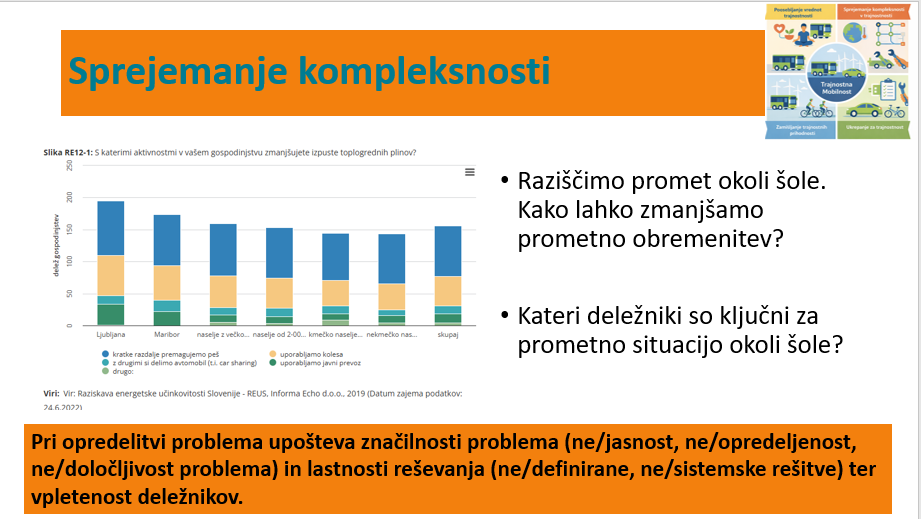 Sprejemanje kompleksnosti
Poosebljanje vrednot
trajnostnosti
Sprejemanje kompleksnosti
v trajnostnosti
Trajnostna
Mobilnost
Zamišljanje trajnostnih
prihodnosti
Ukrepanje za trajnostnost
Slika RE12-1: S katerimi aktivnostmi v vašem gospodinjstvu zmanjšujete izpuste toplogrednih plinov?
delež gospodinjstev
250
200
150
100
50
0
Ljubljana
Maribor
naselje z večko...
naselje od 2-00...
kmečko naselje...
nekmečko nas...
skupaj
kratke razdalje premagujemo peš
uporabljamo kolesa
z drugimi si delimo avtomobil (t.i. car sharing)
uporabljamo javni prevoz
drugo:
Viri: Vir: Raziskava energetske učinkovitosti Slovenije - REUS, Informa Echo d.o.o., 2019 (Datum zajema podatkov:
24.6.2022)
• Raziščimo promet okoli šole.
Kako lahko zmanjšamo
prometno obremenitev?
• Kateri deležniki so ključni za
prometno situacijo okoli šole?
Pri opredelitvi problema upošteva značilnosti problema (ne/jasnost, ne/opredeljenost,
ne/določljivost problema) in lastnosti reševanja (ne/definirane, ne/sistemske rešitve) ter
vpletenost deležnikov.